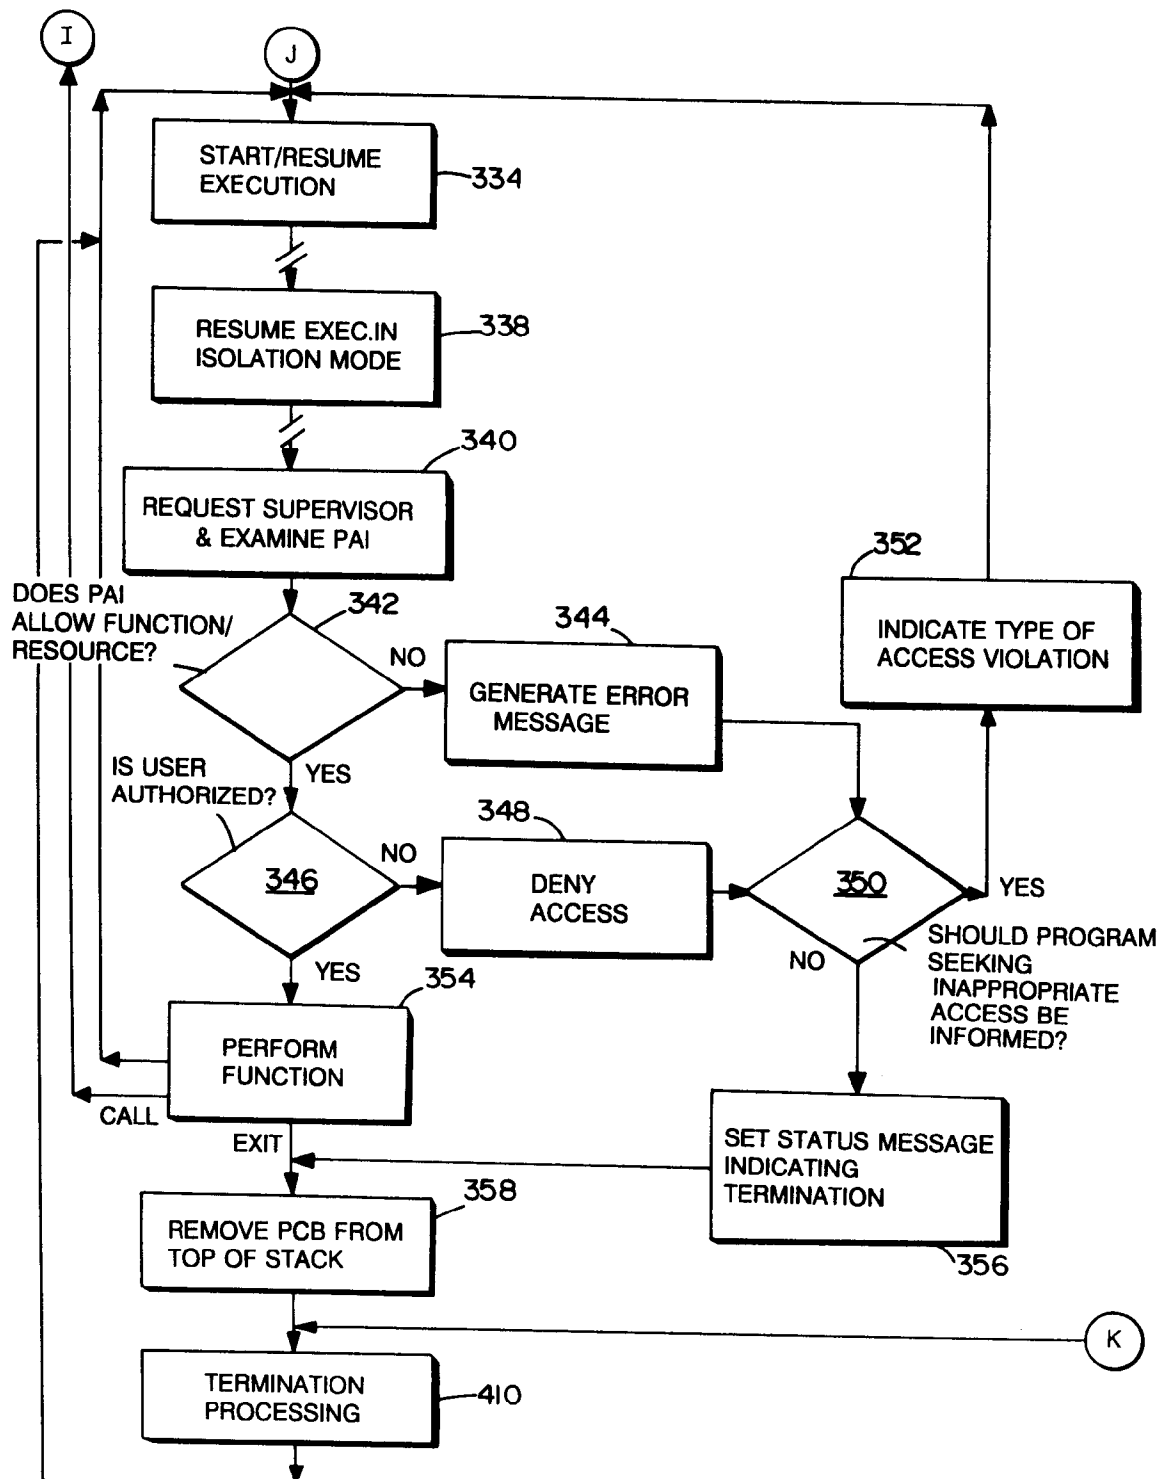 I
J
START/RESUME
EXECUTION
334
RESUME EXEC.IN
ISOLATION MODE
338
340
REQUEST SUPERVISOR
& EXAMINE PAI
352
DOES PAI
ALLOW FUNCTION/
RESOURCE?
342
NO
344
GENERATE ERROR
MESSAGE
INDICATE TYPE OF
ACCESS VIOLATION
YES
IS USER
AUTHORIZED?
346
NO
348
DENY
ACCESS
350
YES
NO
SHOULD PROGRAM
SEEKING
INAPPROPRIATE
ACCESS BE
INFORMED?
YES
354
PERFORM
FUNCTION
CALL
EXIT
SET STATUS MESSAGE
INDICATING
TERMINATION
356
358
REMOVE PCB FROM
TOP OF STACK
K
TERMINATION
PROCESSING
410